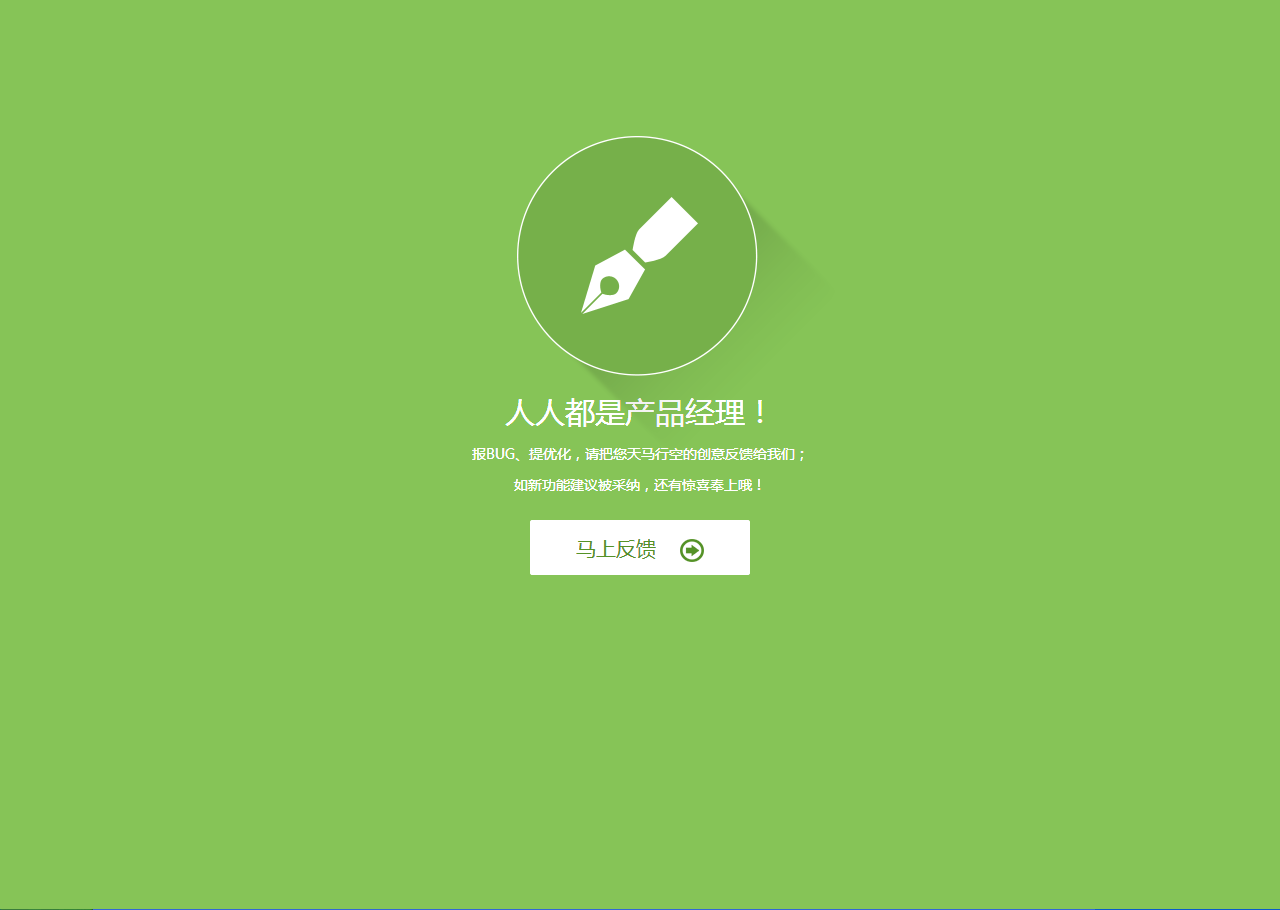 人人都是产品经理！
报BUG、提优化，请把您天马行空的创意反馈给我们；
如新功能建议被采纳，还有惊喜奉上哦！
马上反馈